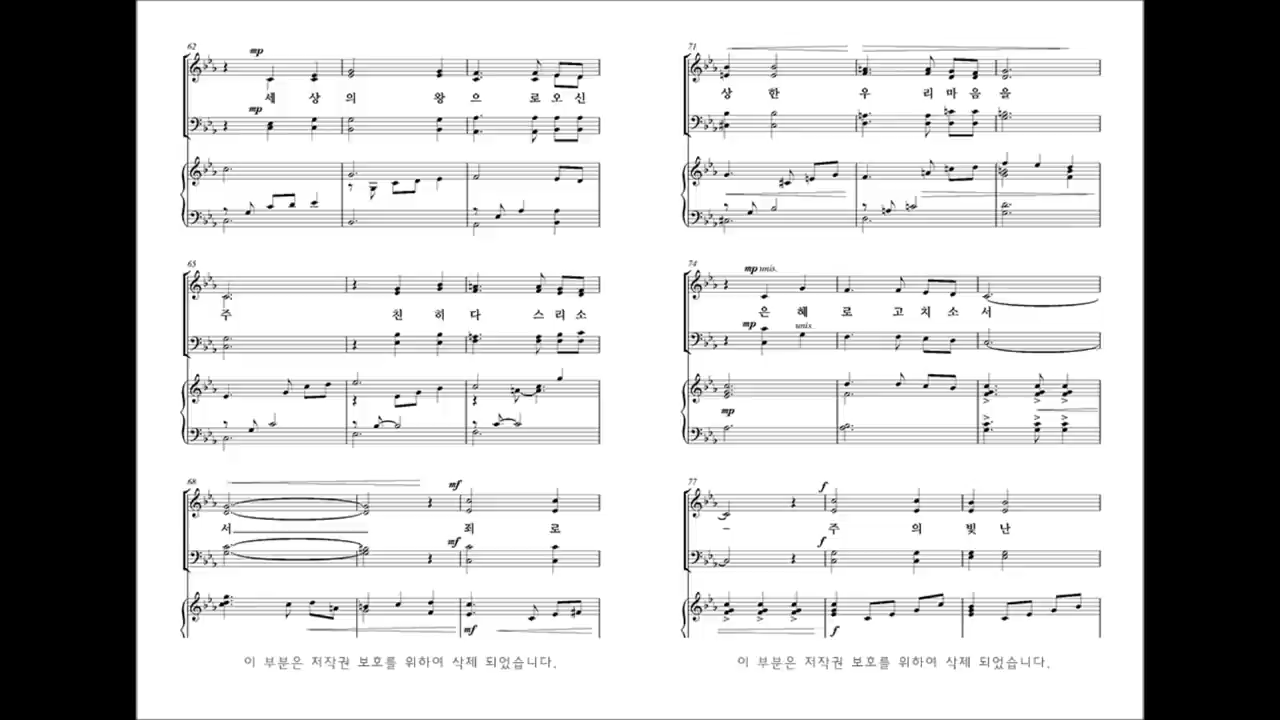 62
mp
세 상 의 왕 으 로 오 신
mp
65
주 친 히 다 스 리 소
68
mf
서 죄 로
mf
mf
이 부분은 저작권 보호를 위하여 삭제 되었습니다.
71
상 한 우 리 마 음 을
74
mp unis.
은 혜 로 고 치 소 서
mp unis.
mp
77
f
주 의 빛 난
f
f
이 부분은 저작권 보호를 위하여 삭제 되었습니다.